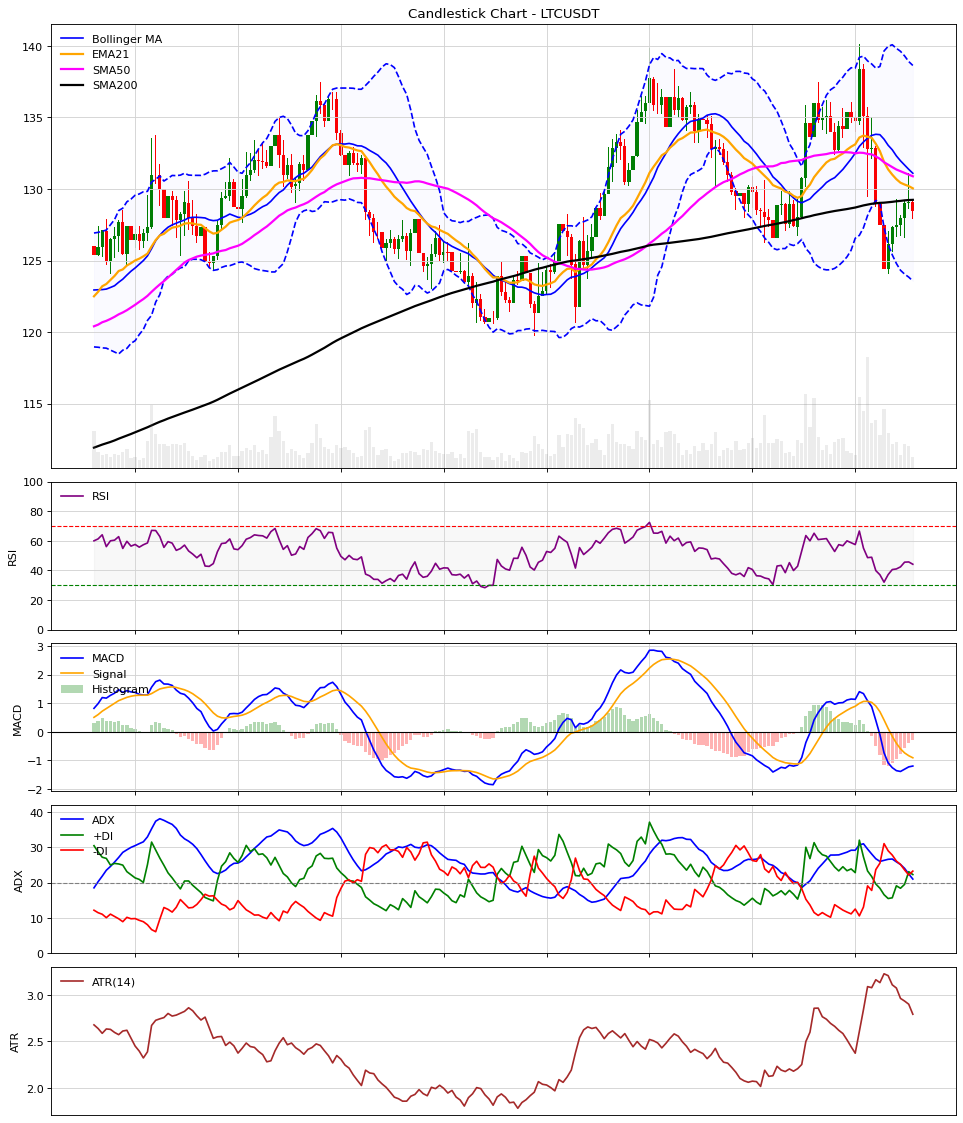 Candlestick Chart - LTCUSDT
Bollinger MA
EMA21
SMA50
SMA200
140
135
130
125
120
115
RSI
100
80
60
40
20
0
RSI
MACD
Signal
Histogram
3
2
1
0
−1
−2
MACD
ADX
+DI
-DI
40
30
20
10
0
ADX
ATR(14)
3.0
2.5
2.0
ATR